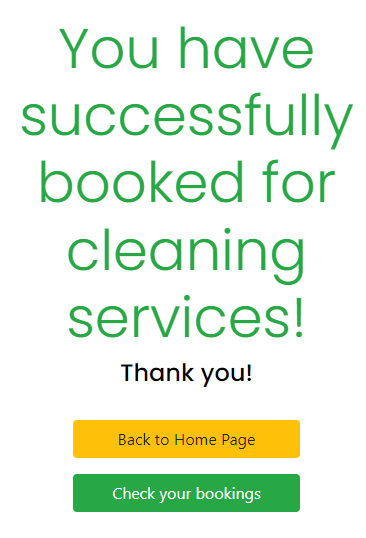 You have
successfully
booked for
cleaning
services!
Thank you!
Back to Home Page
Check your bookings